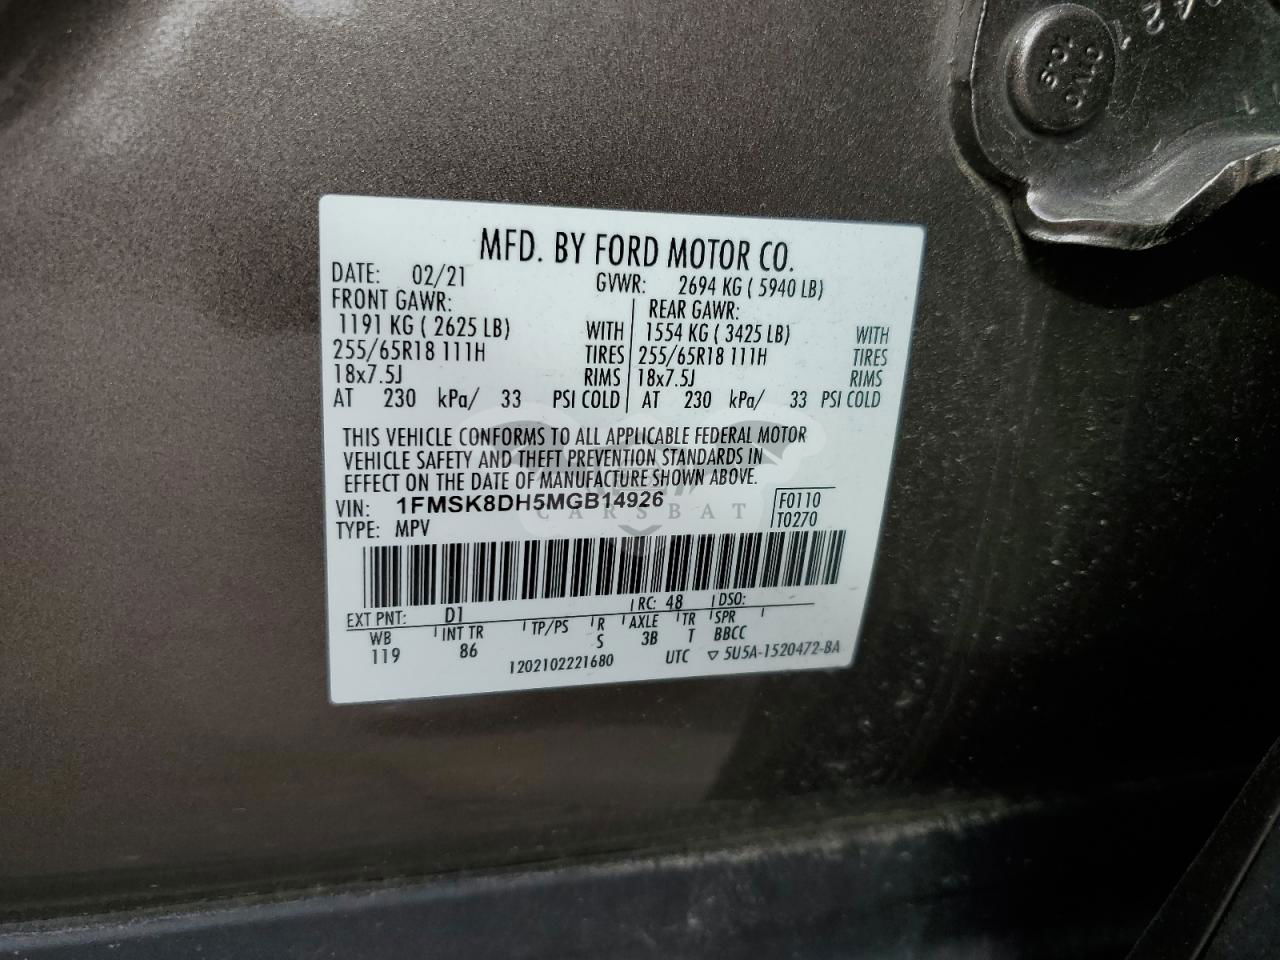 MFD. BY FORD MOTOR CO.
DATE: 02/21 GVWR: 2694 KG ( 5940 LB)
FRONT GAWR: REAR GAWR:
1191 KG ( 2625 LB) WITH 1554 KG ( 3425 LB) WITH
255/65R18 111H TIRES 255/65R18 111H TIRES
18x7.5J RIMS 18x7.5J RIMS
AT 230 kPa/ 33 PSI COLD AT 230 kPa/ 33 PSI COLD
THIS VEHICLE CONFORMS TO ALL APPLICABLE FEDERAL MOTOR
VEHICLE SAFETY AND THEFT PREVENTION STANDARDS IN
EFFECT ON THE DATE OF MANUFACTURE SHOWN ABOVE.
VIN: 1FMSK8DH5MGB14926 F0110
TYPE: MPV T0270
CARSBAT
EXT PNT: D1 RC: 48 DSO:
WB INT TR TP/PS R AXLE TR SPR
119 86 S 3B T BBCC
1202102221680 UTC ▽ 5U5A-1520472-BA